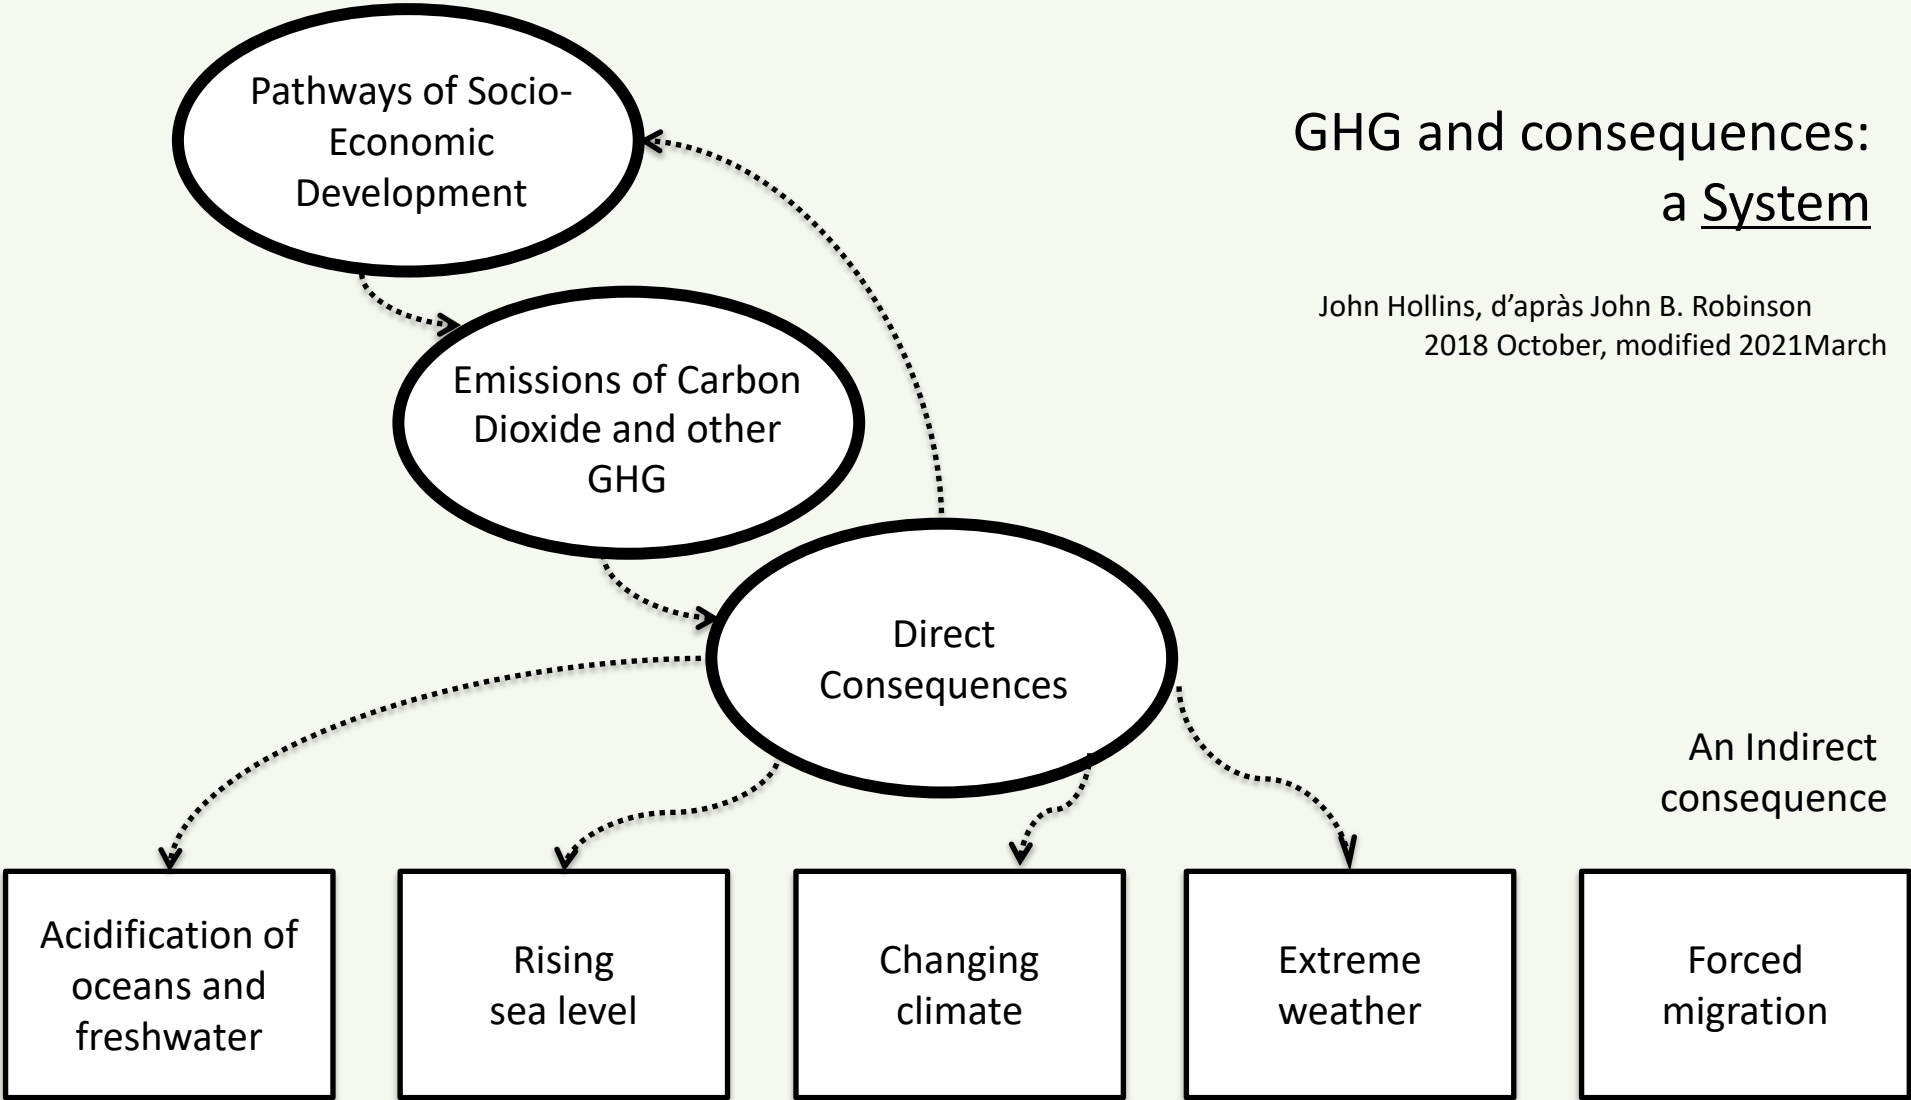 Pathways of Socio-
Economic
Development
GHG and consequences:
a System
John Hollins, d'apràs John B. Robinson
2018 October, modified 2021March
Emissions of Carbon
Dioxide and other
GHG
Direct
Consequences
An Indirect
consequence
Acidification of
oceans and
freshwater
Rising
sea level
Changing
climate
Extreme
weather
Forced
migration